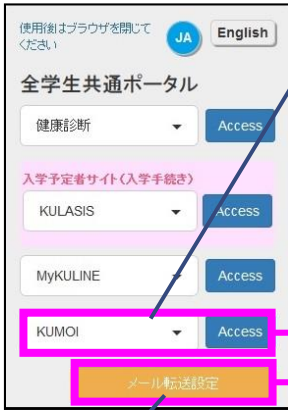 使用後はブラウザを閉じて
ください
JA
English
全学生共通ポータル
健康診断
Access
入学予定者サイト(入学手続き)
KULASIS
Access
MyKULINE
Access
KUMOI
Access
メール転送設定